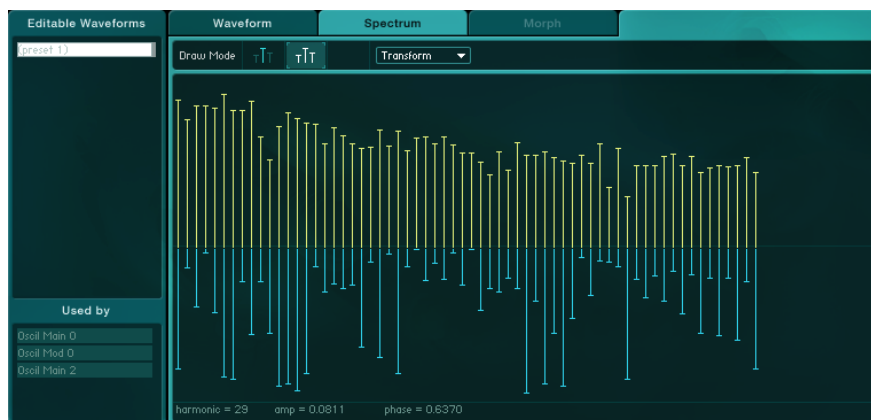 Editable Waveforms
Waveform
Spectrum
Morph
(preset 1)
Draw Mode
Transform
Used by
Oscil Main 0
Oscil Mod 0
Oscil Main 2
harmonic = 29 amp = 0.0811 phase = 0.6370